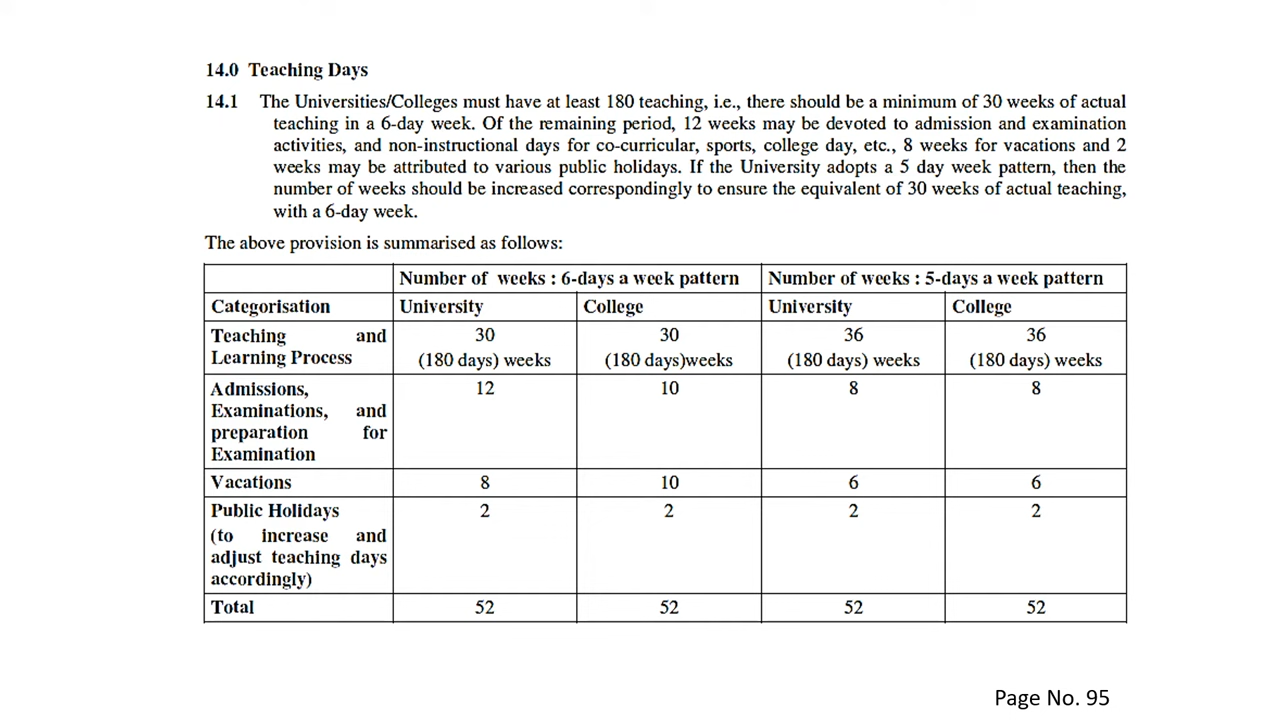 14.0 Teaching Days
14.1 The Universities/Colleges must have at least 180 teaching, i.e., there should be a minimum of 30 weeks of actual
teaching in a 6-day week. Of the remaining period, 12 weeks may be devoted to admission and examination
activities, and non-instructional days for co-curricular, sports, college day, etc., 8 weeks for vacations and 2
weeks may be attributed to various public holidays. If the University adopts a 5 day week pattern, then the
number of weeks should be increased correspondingly to ensure the equivalent of 30 weeks of actual teaching,
with a 6-day week.
The above provision is summarised as follows:
Number of weeks : 6-days a week pattern Number of weeks : 5-days a week pattern
Categorisation University College University College
Teaching and 30 30 36 36
Learning Process (180 days) weeks (180 days)weeks (180 days) weeks (180 days) weeks
Admissions, 12 10 8 8
Examinations, and
preparation for
Examination
Vacations 8 10 6 6
Public Holidays 2 2 2 2
(to increase and
adjust teaching days
accordingly)
Total 52 52 52 52
Page No. 95